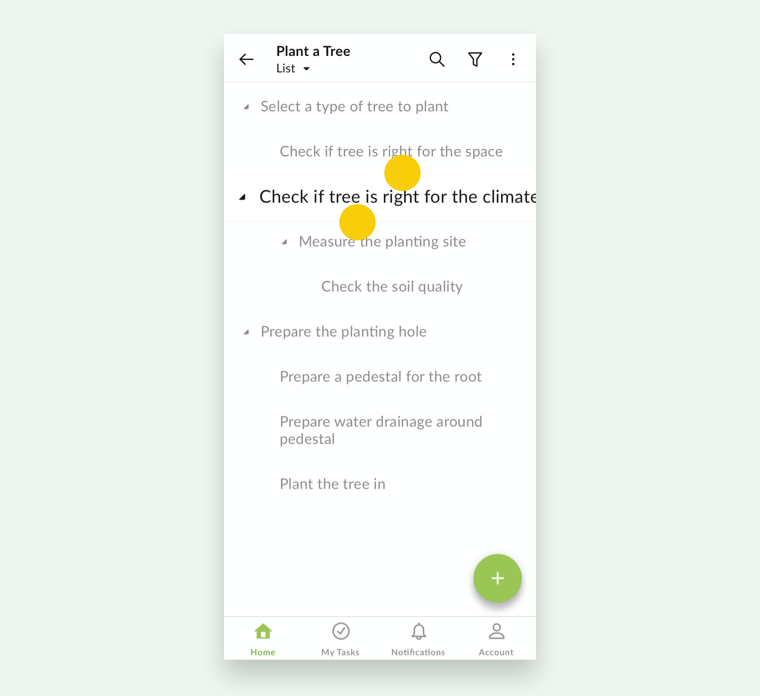 Plant a Tree
List
Select a type of tree to plant
Check if tree is right for the space
Check if tree is right for the climate
Measure the planting site
Check the soil quality
Prepare the planting hole
Prepare a pedestal for the root
Prepare water drainage around
pedestal
Plant the tree in
Home
My Tasks
Notifications
Account